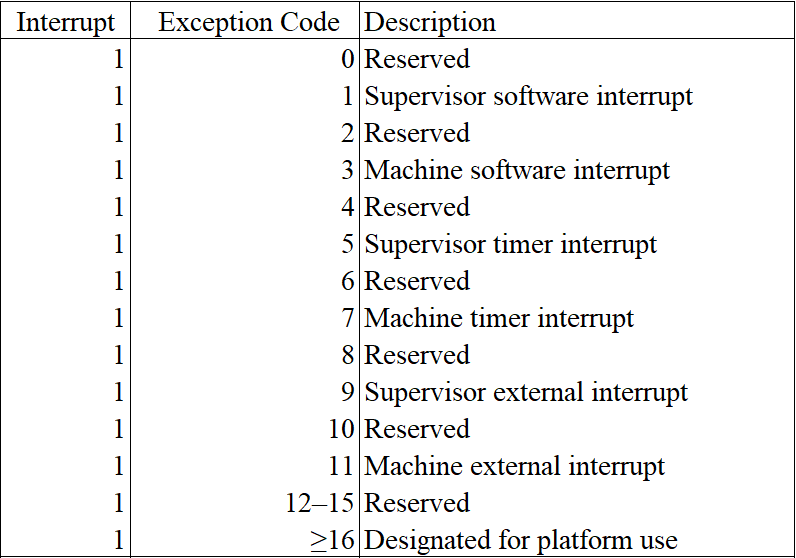 Interrupt Exception Code Description
1 0 Reserved
1 1 Supervisor software interrupt
1 2 Reserved
1 3 Machine software interrupt
1 4 Reserved
1 5 Supervisor timer interrupt
1 6 Reserved
1 7 Machine timer interrupt
1 8 Reserved
1 9 Supervisor external interrupt
1 10 Reserved
1 11 Machine external interrupt
1 12–15 Reserved
1 ≥16 Designated for platform use